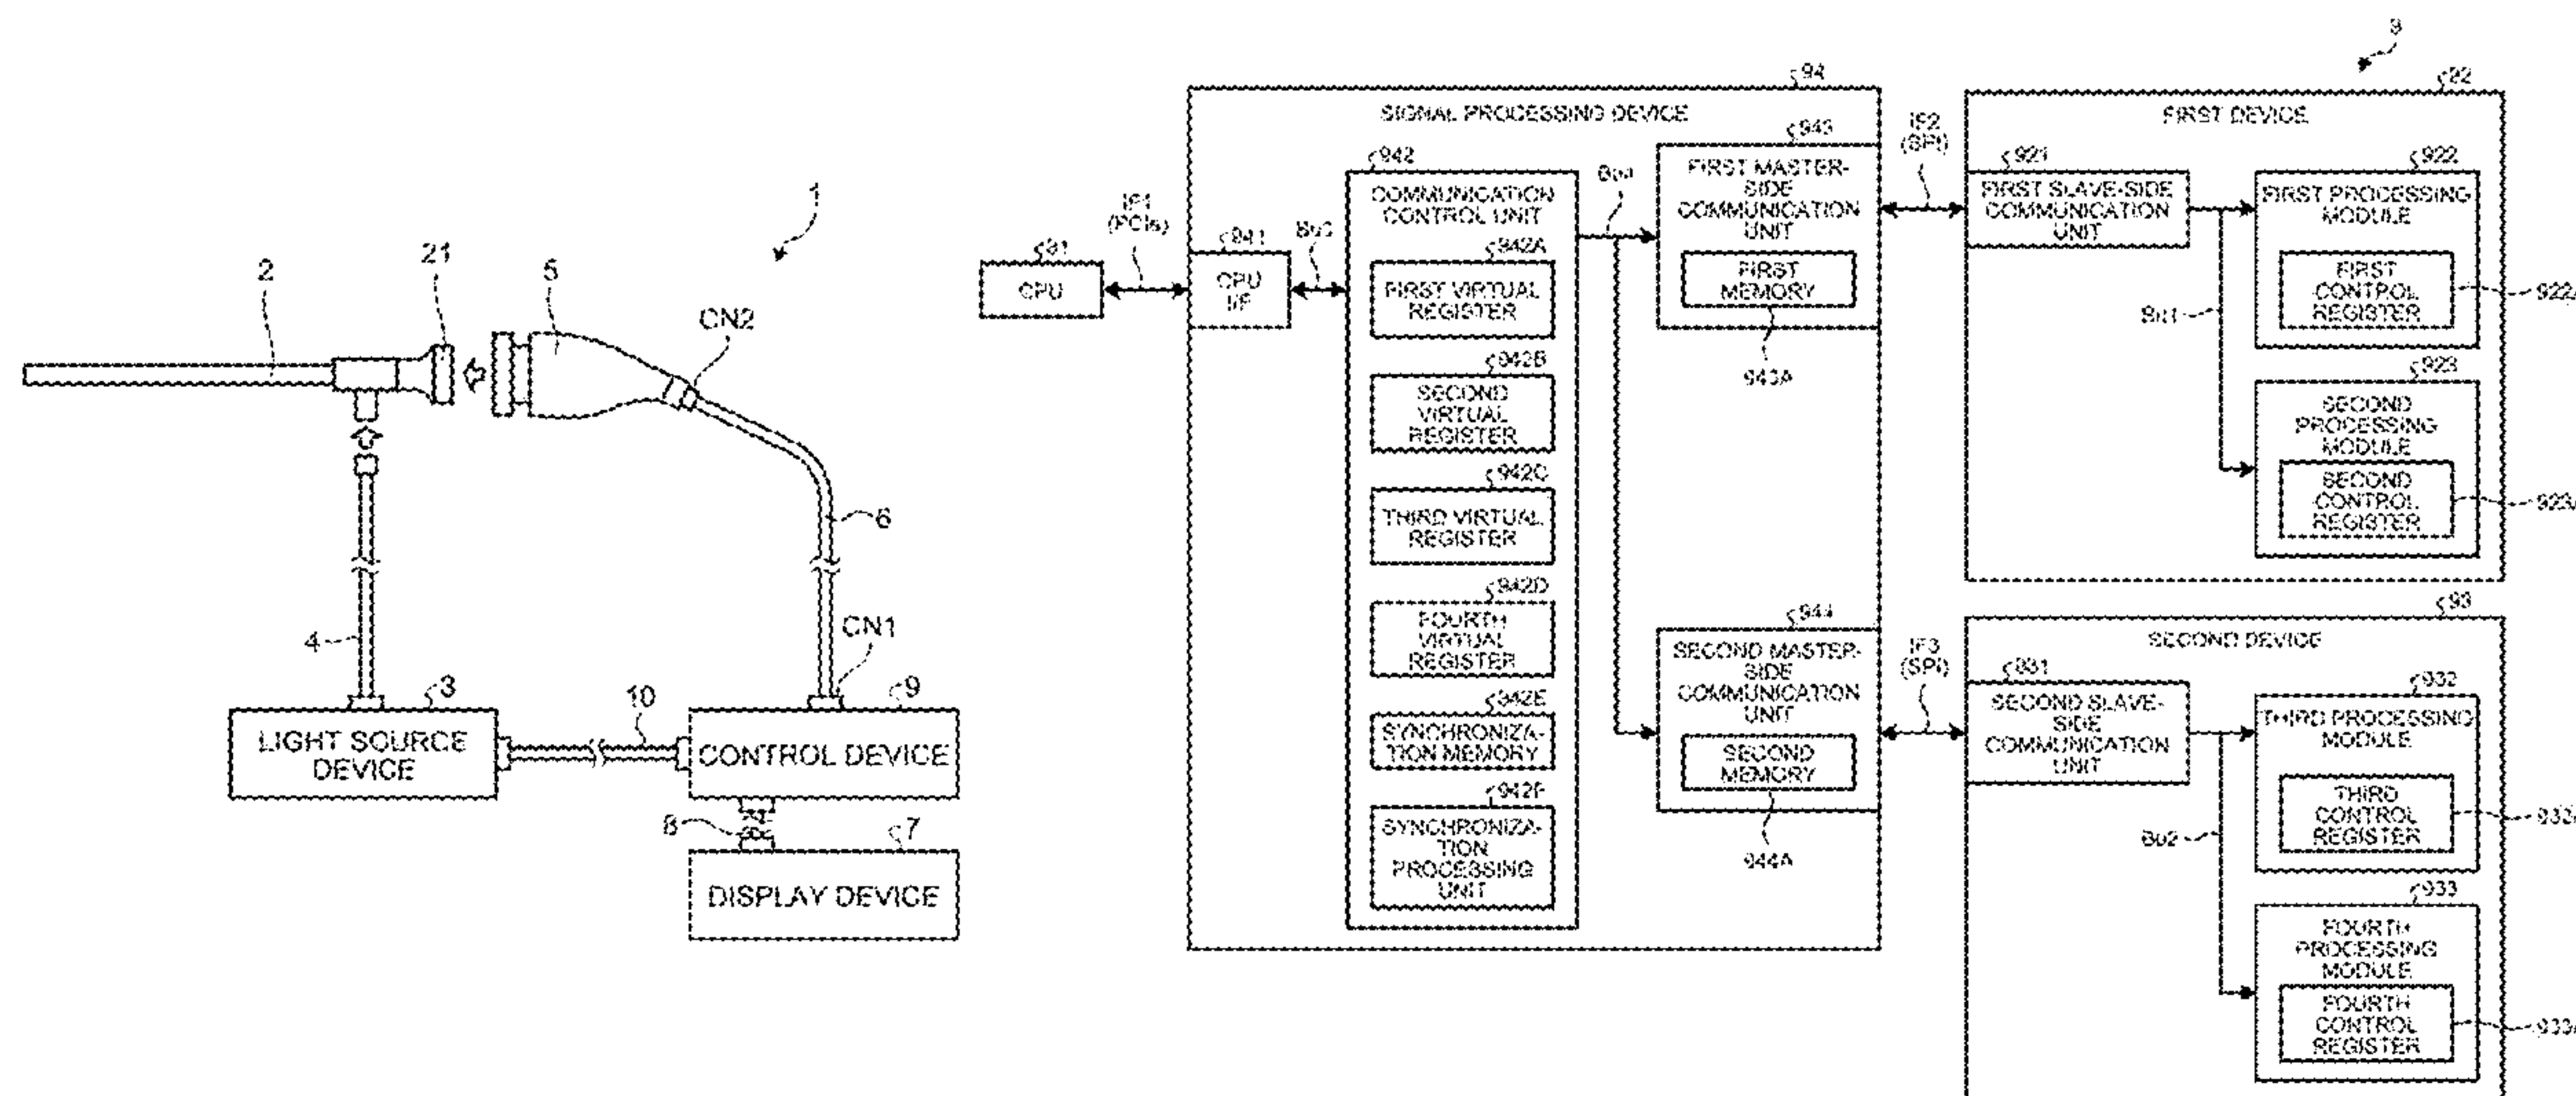 1
2
21
5
CN2
6
4
CN1
3
10
9
LIGHT SOURCE
DEVICE
CONTROL DEVICE
8
7
DISPLAY DEVICE
9
94
SIGNAL PROCESSING DEVICE
91
CPU
IF1
(PCIe)
941
CPU
I/F
942
COMMUNICATION
CONTROL UNIT
942A
FIRST VIRTUAL
REGISTER
942B
SECOND
VIRTUAL
REGISTER
942C
THIRD VIRTUAL
REGISTER
942D
FOURTH
VIRTUAL
REGISTER
942E
SYNCHRONIZA-
TION MEMORY
942F
SYNCHRONIZA-
TION
PROCESSING
UNIT
943
FIRST MASTER-
SIDE
COMMUNICATION
UNIT
FIRST
MEMORY
943A
944
SECOND MASTER-
SIDE
COMMUNICATION
UNIT
SECOND
MEMORY
944A
IF2
(SPI)
IF3
(SPI)
92
FIRST DEVICE
921
FIRST SLAVE-SIDE
COMMUNICATION
UNIT
922
FIRST PROCESSING
MODULE
FIRST
CONTROL
REGISTER
Bu1
923
SECOND
PROCESSING
MODULE
SECOND
CONTROL
REGISTER
93
SECOND DEVICE
931
SECOND SLAVE-
SIDE
COMMUNICATION
UNIT
932
THIRD PROCESSING
MODULE
THIRD
CONTROL
REGISTER
Bu2
933
FOURTH
PROCESSING
MODULE
FOURTH
CONTROL
REGISTER